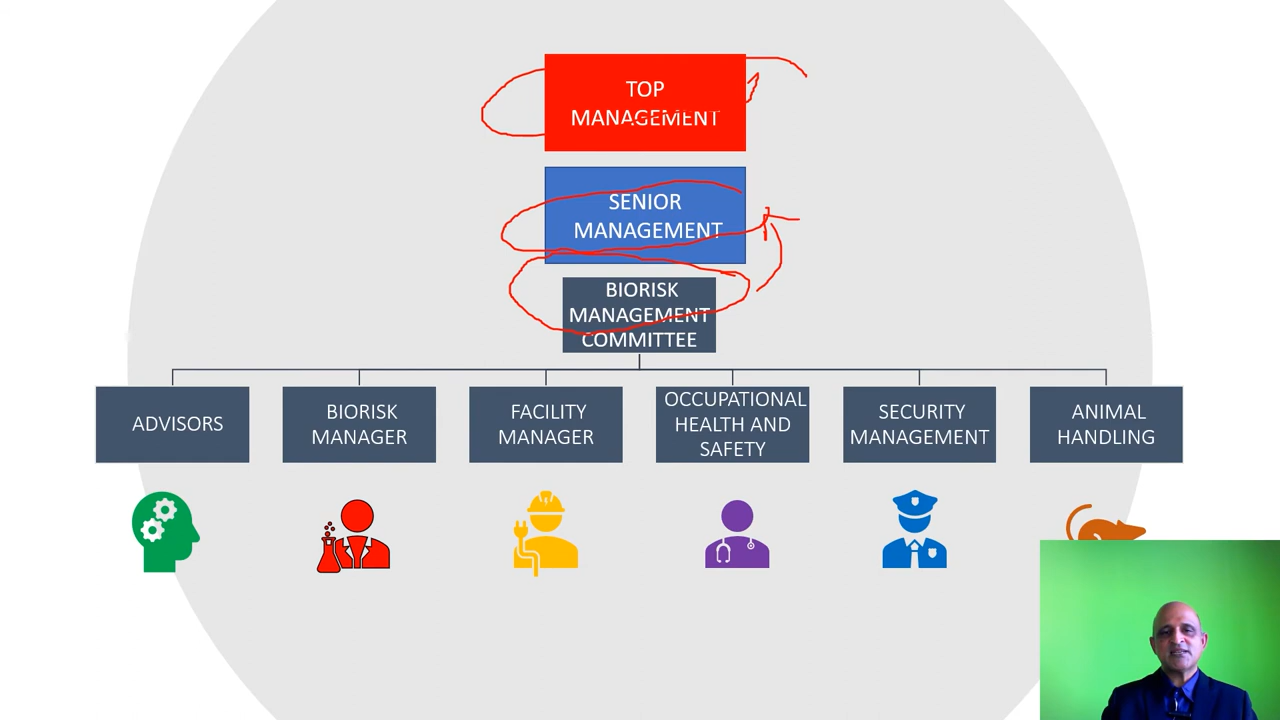 TOP
MANAGEMENT
SENIOR
MANAGEMENT
BIORISK
MANAGEMENT
COMMITTEE
ADVISORS
BIORISK
MANAGER
FACILITY
MANAGER
OCCUPATIONAL
HEALTH AND
SAFETY
SECURITY
MANAGEMENT
ANIMAL
HANDLING